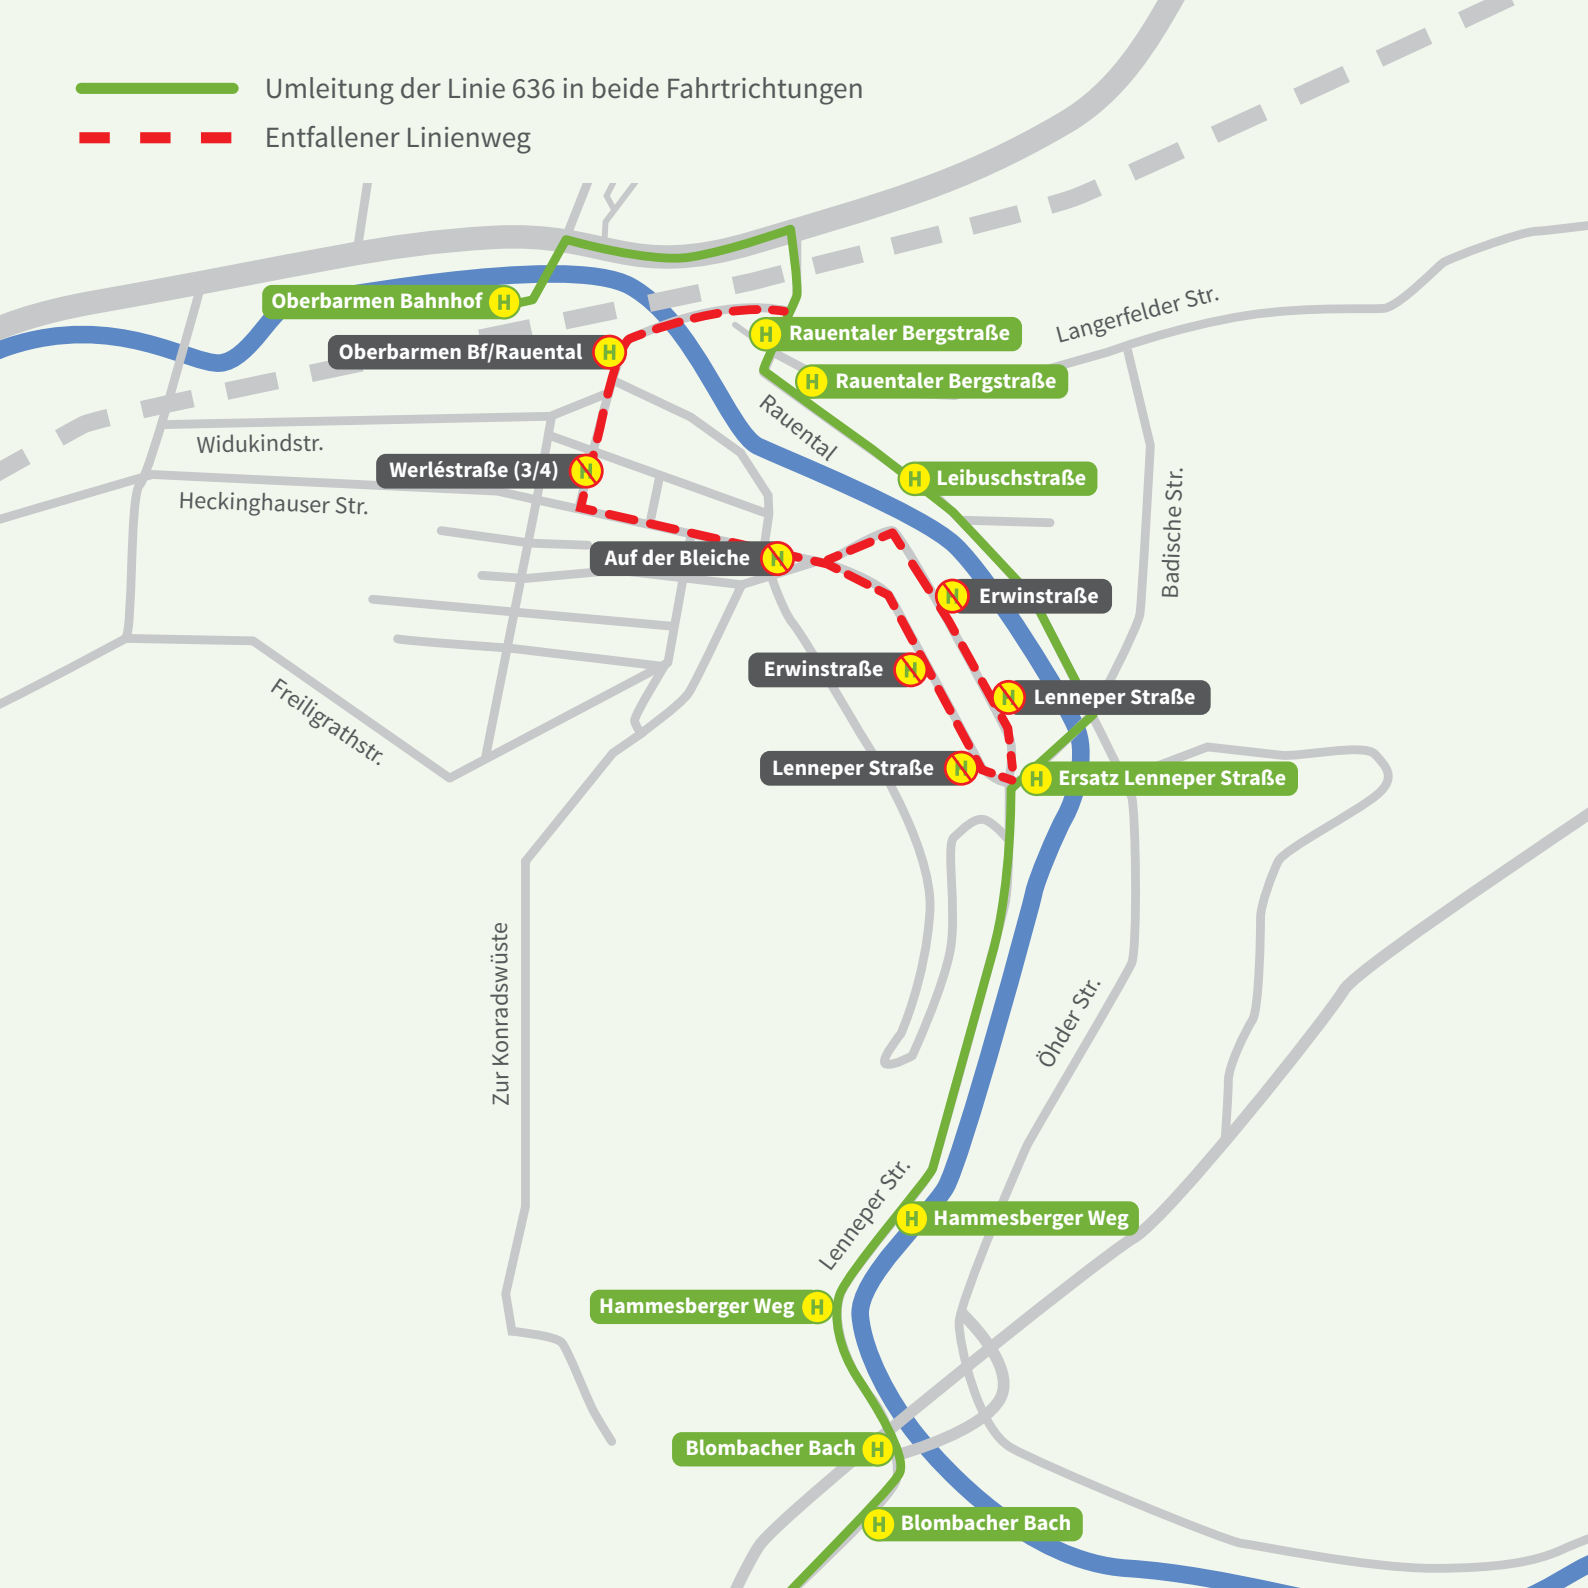 Umleitung der Linie 636 in beide Fahrtrichtungen
Entfallener Linienweg
Oberbarmen Bahnhof H
Langerfelder Str.
H Rauentaler Bergstraße
Oberbarmen Bf/Rauental H
H Rauentaler Bergstraße
Rauental
Widukindstr.
Werléstraße (3/4) H
H Leibuschstraße
Heckinghauser Str.
Badische Str.
Auf der Bleiche H
H Erwinstraße
Erwinstraße H
H Lenneper Straße
Freiligrathstr.
Lenneper Straße H
H Ersatz Lenneper Straße
Zur Konradswüste
Öhder Str.
Lenneper Str.
H Hammesberger Weg
Hammesberger Weg H
Blombacher Bach H
H Blombacher Bach